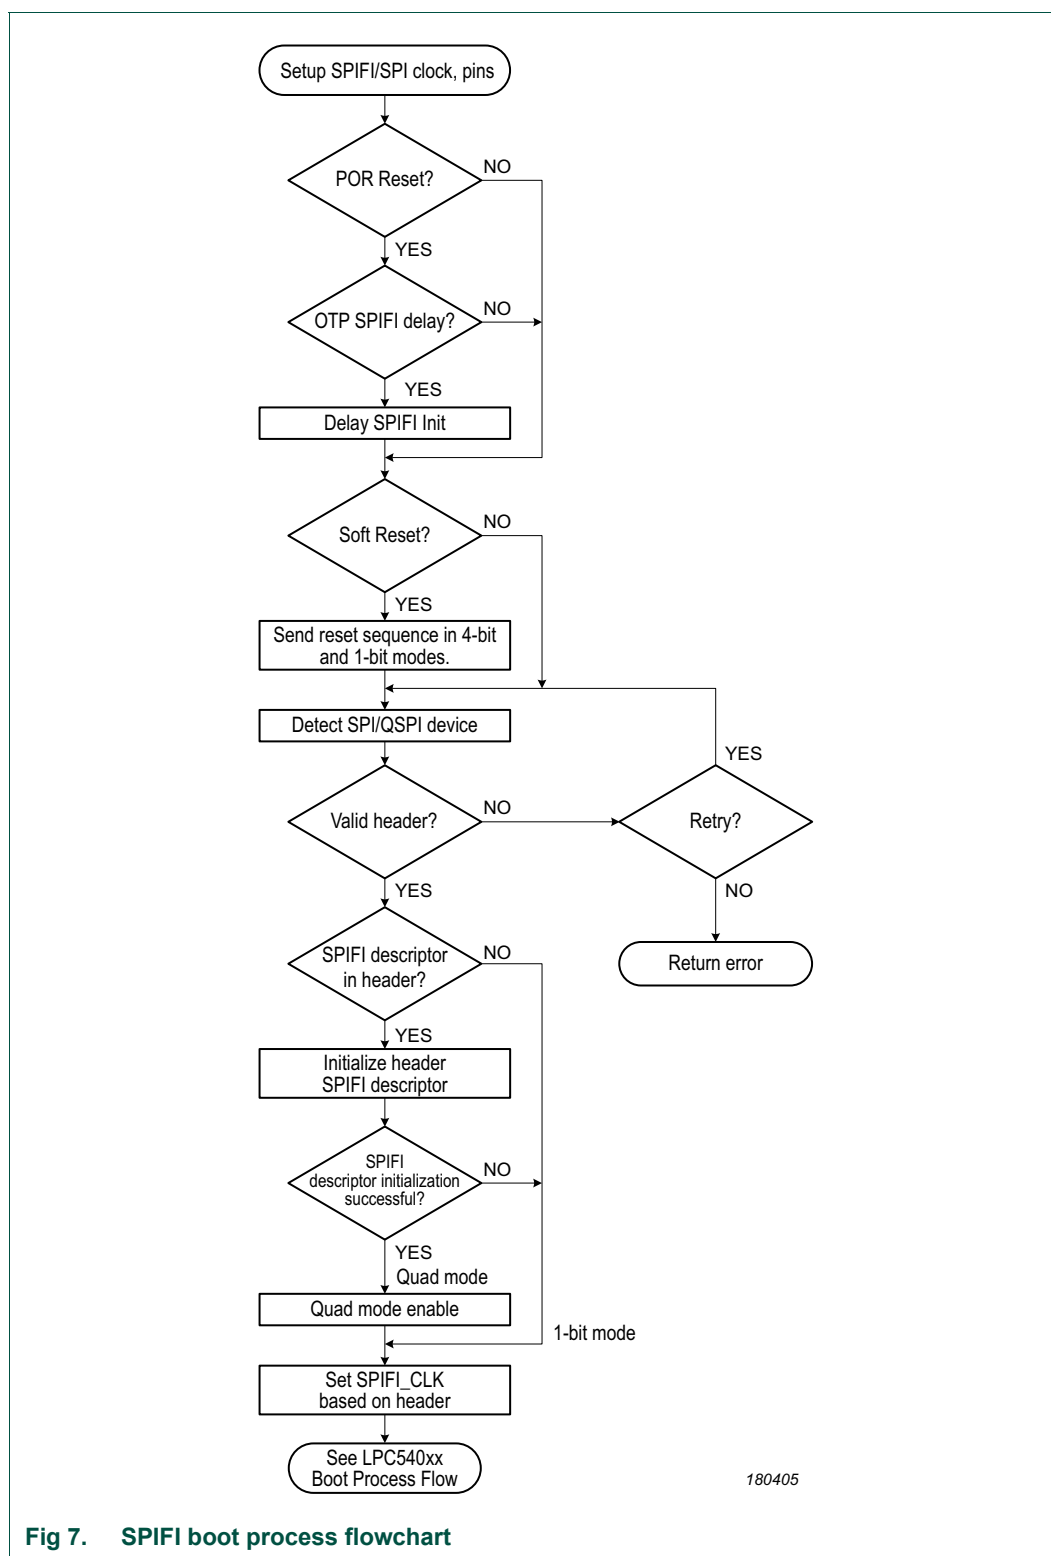 Setup SPIFI/SPI clock, pins
POR Reset?
NO
YES
OTP SPIFI delay?
NO
YES
Delay SPIFI Init
Soft Reset?
NO
YES
Send reset sequence in 4-bit
and 1-bit modes.
Detect SPI/QSPI device
YES
Valid header?
NO
Retry?
YES
NO
SPIFI descriptor
in header?
NO
Return error
YES
Initialize header
SPIFI descriptor
SPIFI
descriptor initialization
successful?
NO
YES
Quad mode
Quad mode enable
1-bit mode
Set SPIFI_CLK
based on header
See LPC540xx
Boot Process Flow
180405
Fig 7. SPIFI boot process flowchart